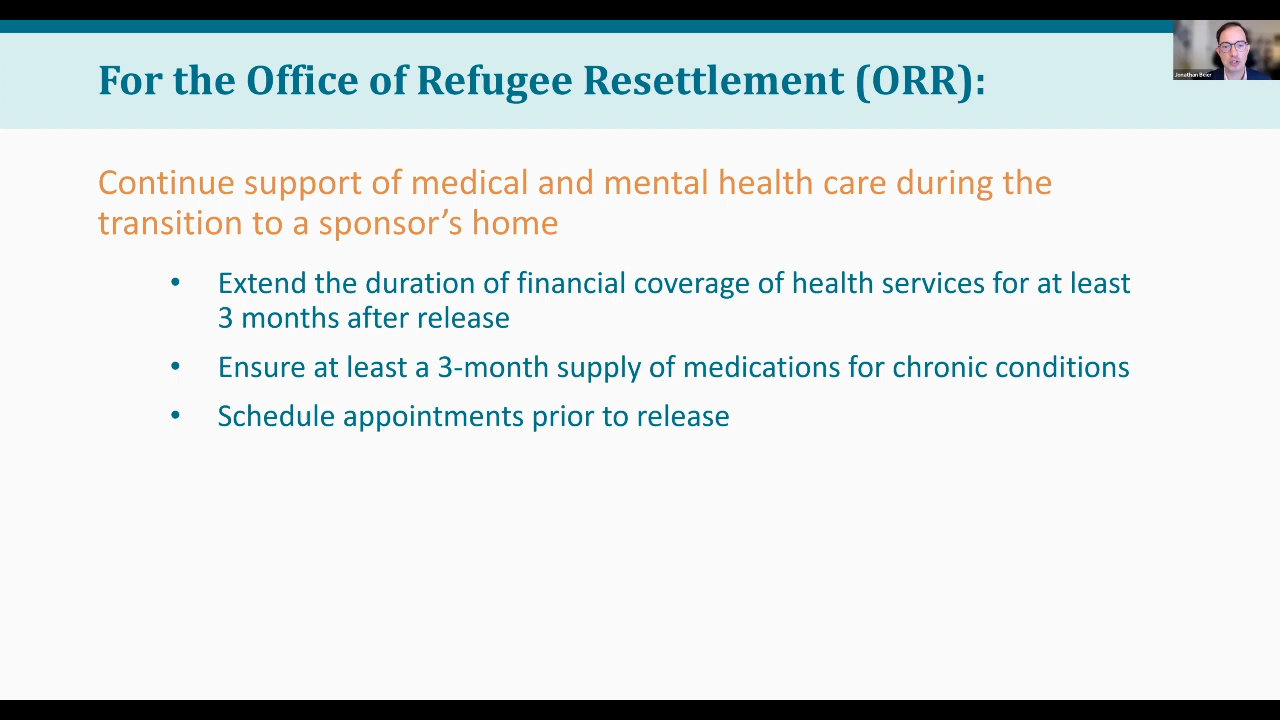 For the Office of Refugee Resettlement (ORR):
Jonathan Beier
Continue support of medical and mental health care during the
transition to a sponsor’s home
• Extend the duration of financial coverage of health services for at least
3 months after release
• Ensure at least a 3-month supply of medications for chronic conditions
• Schedule appointments prior to release